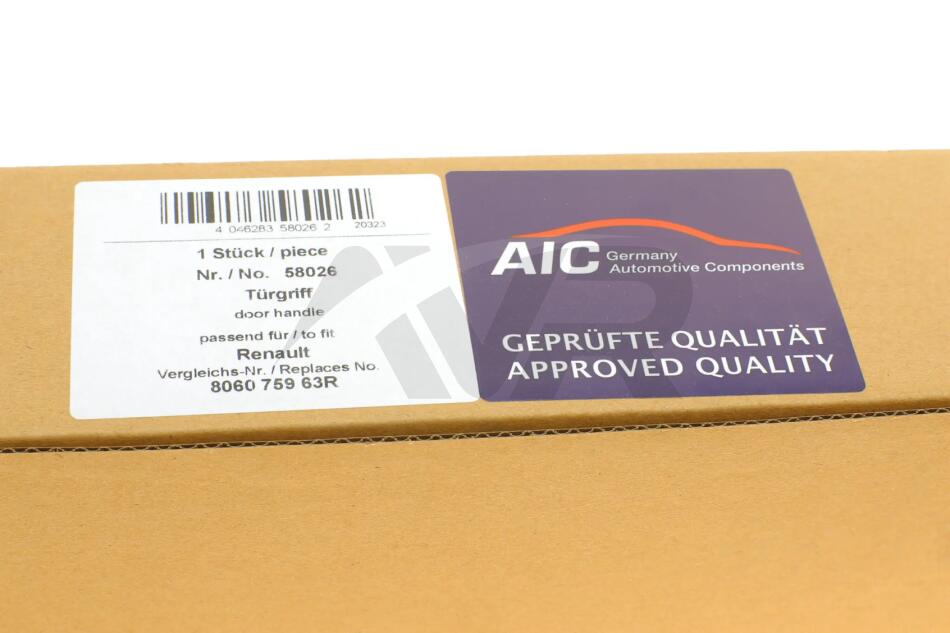 4 046283 58026 2 20323
1 Stück / piece
Nr. / No. 58026
Türgriff
door handle
passend für / to fit
Renault
Vergleichs-Nr. / Replaces No.
8060 759 63R
AIC Germany
Automotive Components
GEPRÜFTE QUALITÄT
APPROVED QUALITY